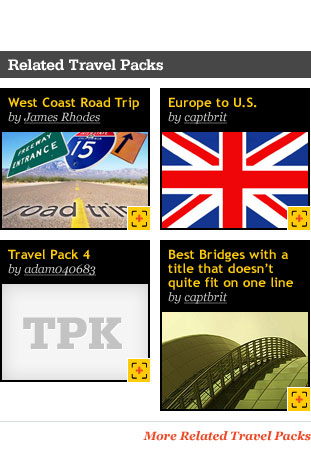 Related Travel Packs
West Coast Road Trip
by James Rhodes
FREEWAY
ENTRANCE
INTERSTATE
15
road trip
Europe to U.S.
by captbrit
Travel Pack 4
by adam040683
TPK
Best Bridges with a
title that doesn't
quite fit on one line
by captbrit
More Related Travel Packs